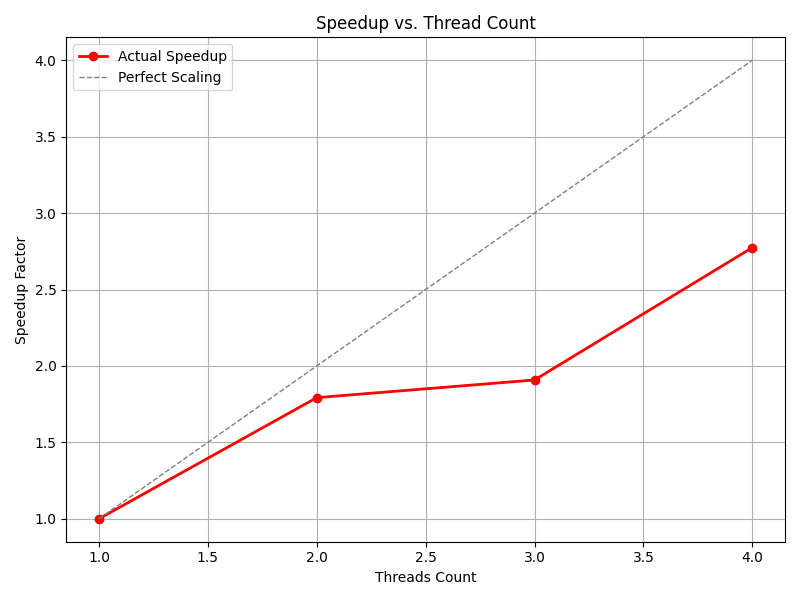 Speedup vs. Thread Count
Actual Speedup
Perfect Scaling
4.0
3.5
3.0
2.5
2.0
1.5
1.0
Speedup Factor
1.0 1.5 2.0 2.5 3.0 3.5 4.0
Threads Count